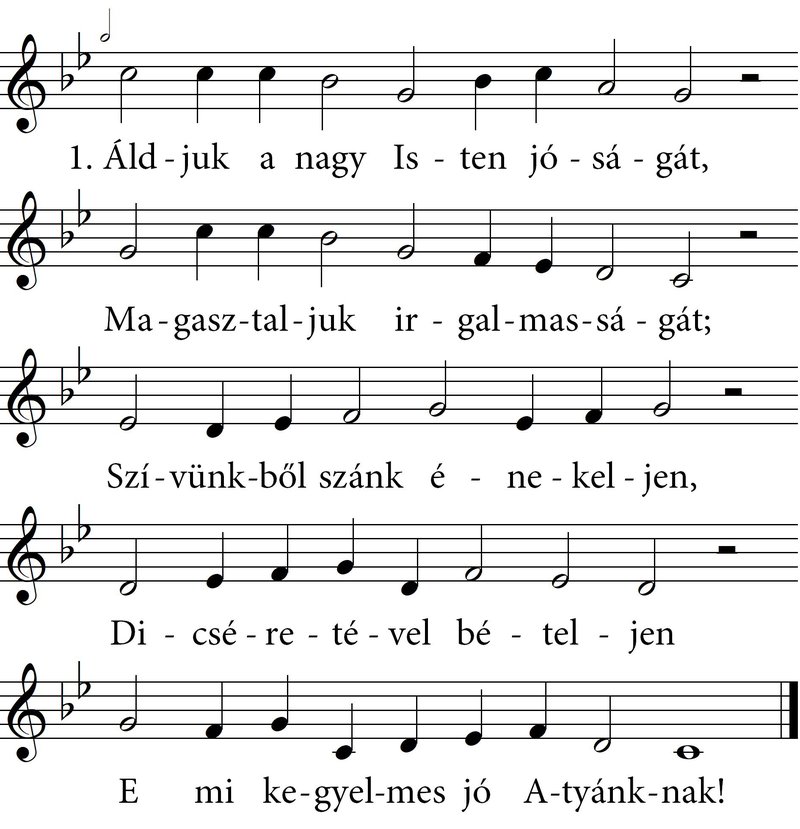 1. Áld - juk a nagy Is - ten jó - sá - gát,
Ma - gasz - tal - juk ir - gal - mas - sá - gát;
Szí - vünk - ből szánk é - ne - kel - jen,
Di - csé - re - té - vel bé - tel - jen
E mi ke - gyel - mes jó A - tyánk - nak!